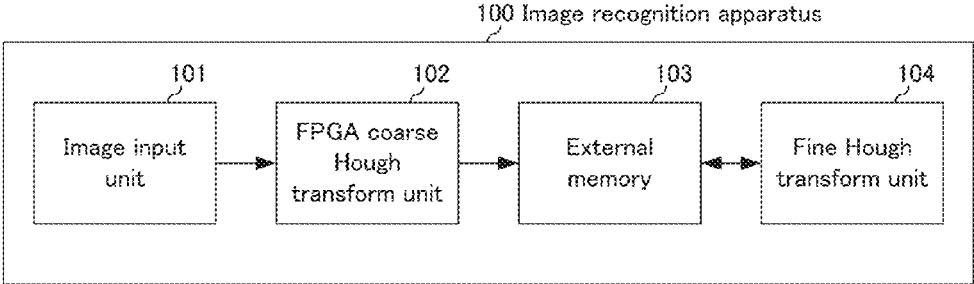 100 Image recognition apparatus
101
102
103
104
Image input
unit
FPGA coarse
Hough
transform unit
External
memory
Fine Hough
transform unit